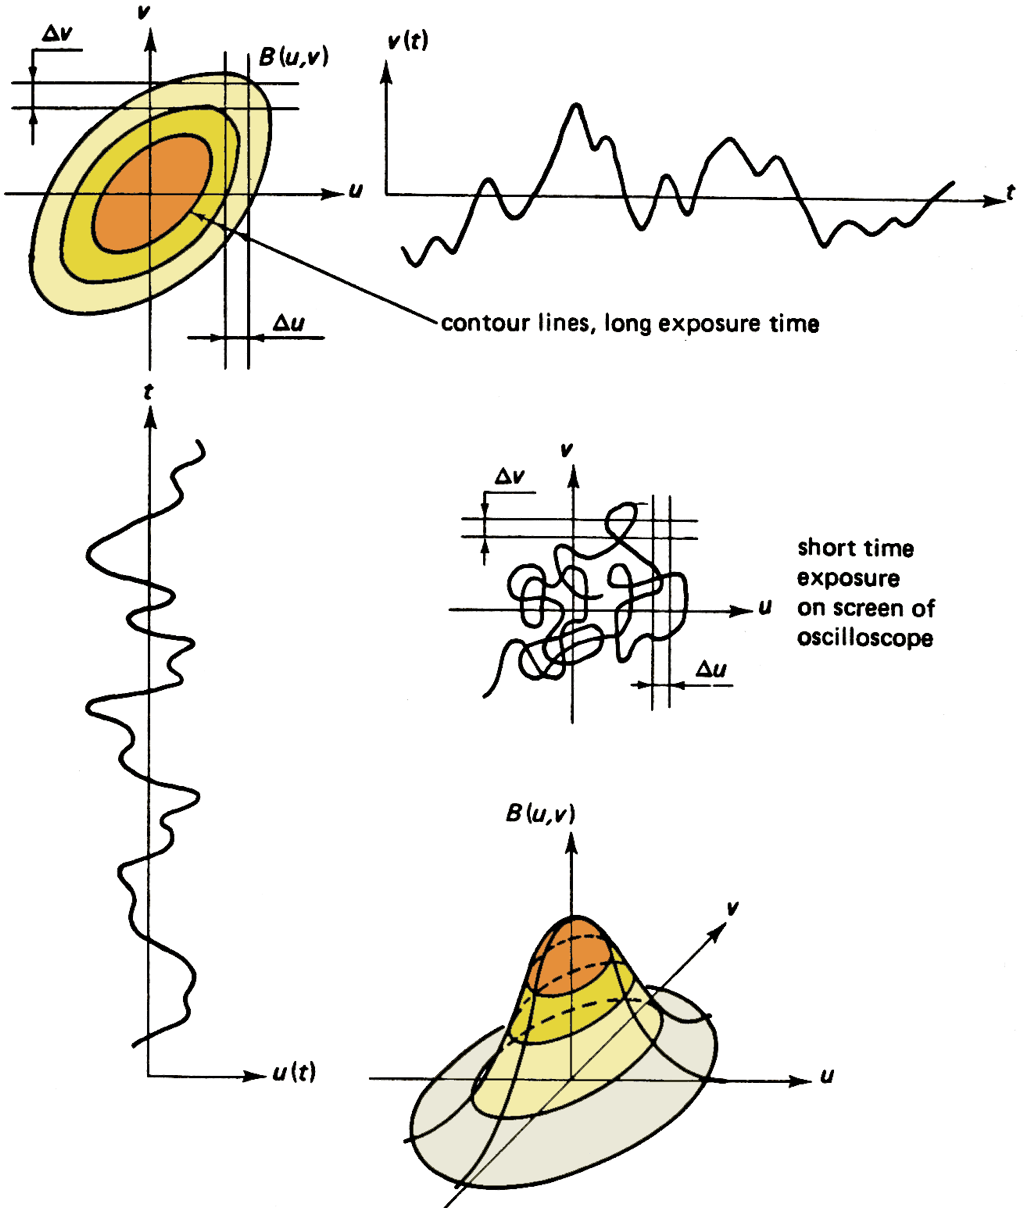 v
Δv
B(u,v)
u
Δu
v(t)
t
contour lines, long exposure time
t
u(t)
v
Δv
u
Δu
short time
exposure
on screen of
oscilloscope
B(u,v)
v
u